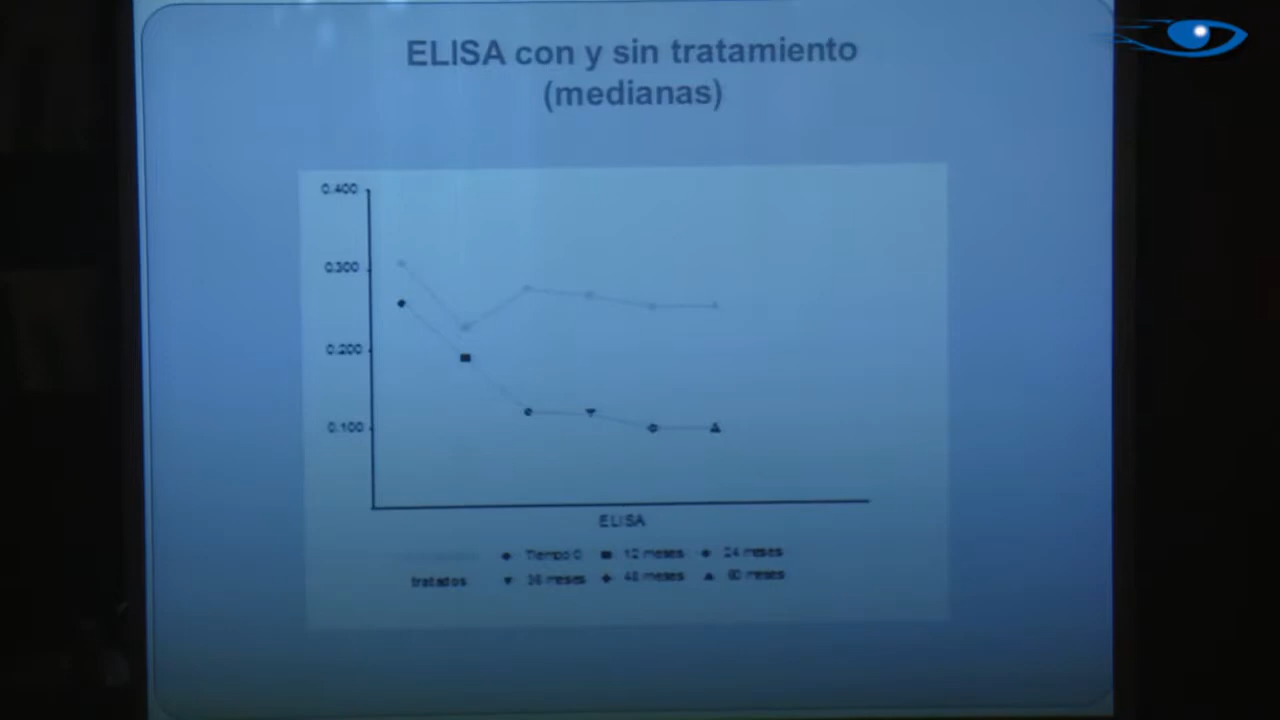 ELISA con y sin tratamiento
(medianas)
0.400
0.300
0.200
0.100
ELISA
Tiempo 0 12 meses 24 meses
tratados 36 meses 48 meses 60 meses